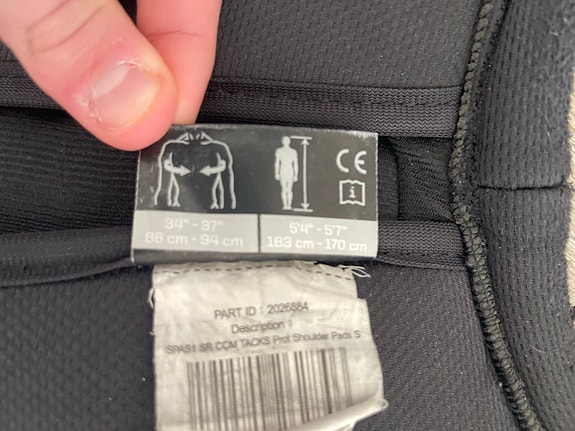 CE
i
34" - 37"
86 cm - 94 cm
5'4" - 5'7"
163 cm - 170 cm
PART ID : 2026884
Description 1
SPAS1 SR CCM TACKS Prot Shoulder Pads S